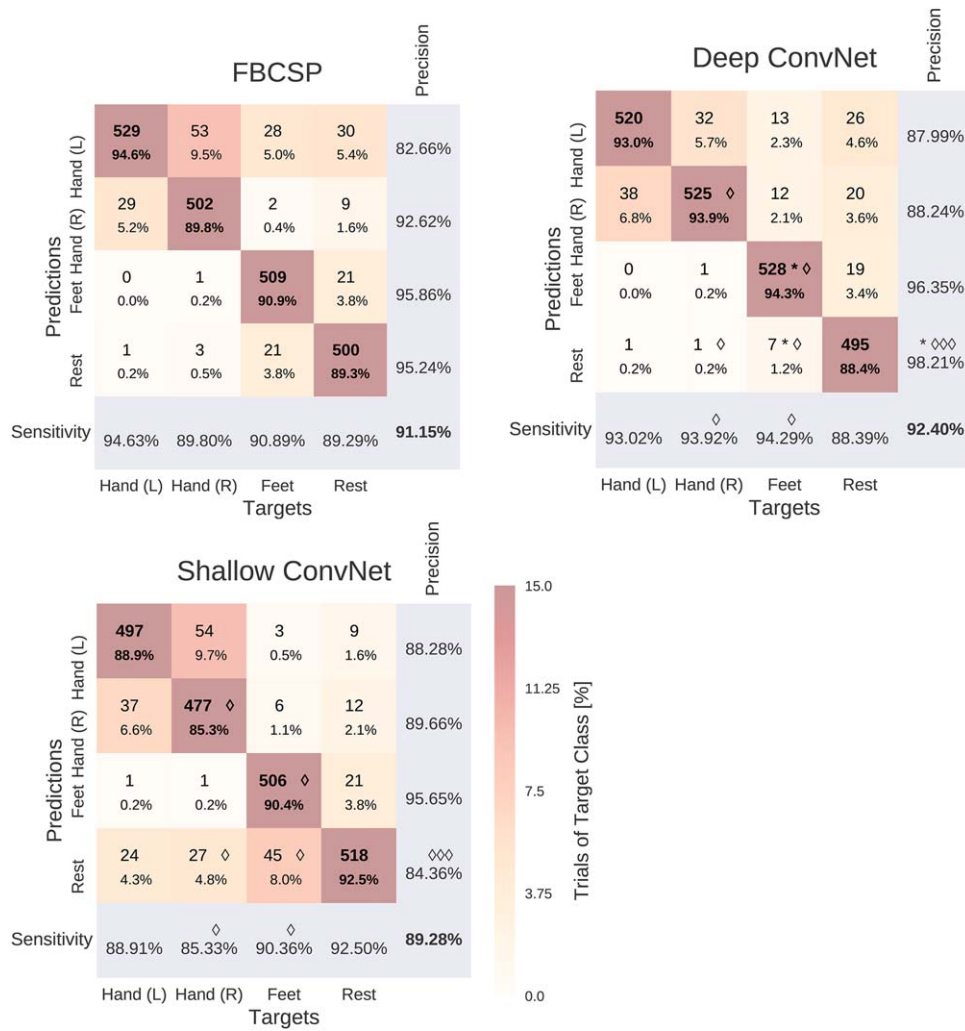 FBCSP
Precision
Hand (L)
529 53 28 30
94.6% 9.5% 5.0% 5.4%
82.66%
Hand (R)
29 502 2 9
5.2% 89.8% 0.4% 1.6%
92.62%
Predictions
Feet
0 1 509 21
0.0% 0.2% 90.9% 3.8%
95.86%
Rest
1 3 21 500
0.2% 0.5% 3.8% 89.3%
95.24%
Sensitivity 94.63% 89.80% 90.89% 89.29% 91.15%
Hand (L) Hand (R) Feet Rest
Targets
Deep ConvNet
Precision
Hand (L)
520 32 13 26
93.0% 5.7% 2.3% 4.6%
87.99%
Hand (R)
38 525 ◊ 12 20
6.8% 93.9% 2.1% 3.6%
88.24%
Predictions
Feet
0 1 528 * ◊ 19
0.0% 0.2% 94.3% 3.4%
96.35%
Rest
1 1 ◊ 7 * ◊ 495 * ◊◊◊
0.2% 0.2% 1.2% 88.4% 98.21%
◊ ◊
Sensitivity 93.02% 93.92% 94.29% 88.39% 92.40%
Hand (L) Hand (R) Feet Rest
Targets
Shallow ConvNet
Precision
Hand (L)
497 54 3 9
88.9% 9.7% 0.5% 1.6%
88.28%
Hand (R)
37 477 ◊ 6 12
6.6% 85.3% 1.1% 2.1%
89.66%
Predictions
Feet
1 1 506 ◊ 21
0.2% 0.2% 90.4% 3.8%
95.65%
Rest
24 27 ◊ 45 ◊ 518 ◊◊◊
4.3% 4.8% 8.0% 92.5% 84.36%
◊ ◊
Sensitivity 88.91% 85.33% 90.36% 92.50% 89.28%
Hand (L) Hand (R) Feet Rest
Targets
15.0
11.25
7.5
3.75
0.0
Trials of Target Class [%]